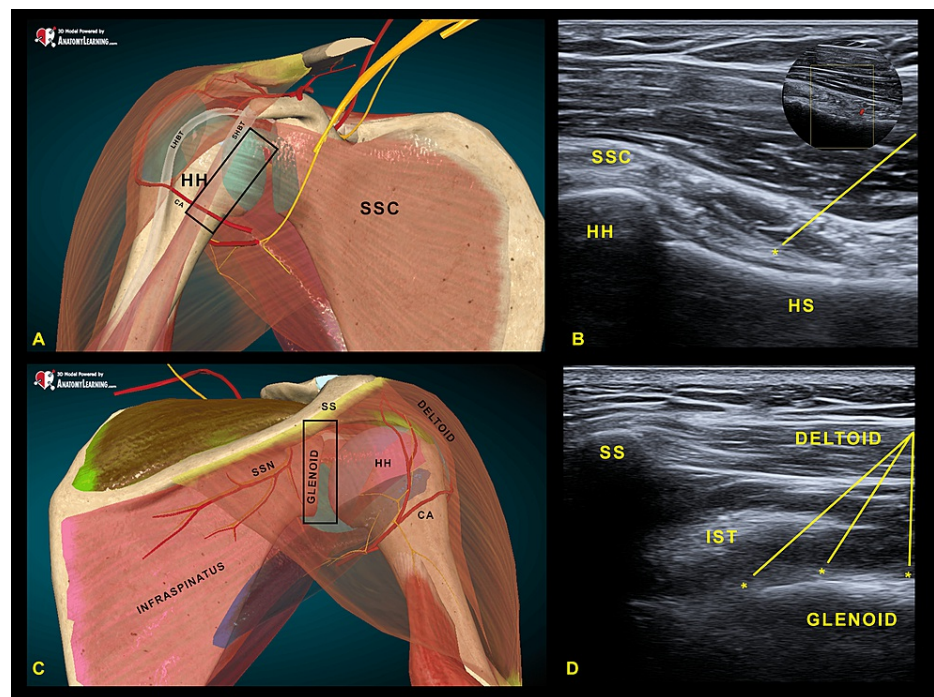 3D Model Powered by
ANATOMYLEARNING.com
LHBT
SHBT
HH
CA
SSC
A
SSC
HH
*
HS
B
3D Model Powered by
ANATOMYLEARNING.com
SS
DELTOID
SSN
GLENOID
HH
CA
INFRASPINATUS
C
DELTOID
SS
IST
* * *
GLENOID
D